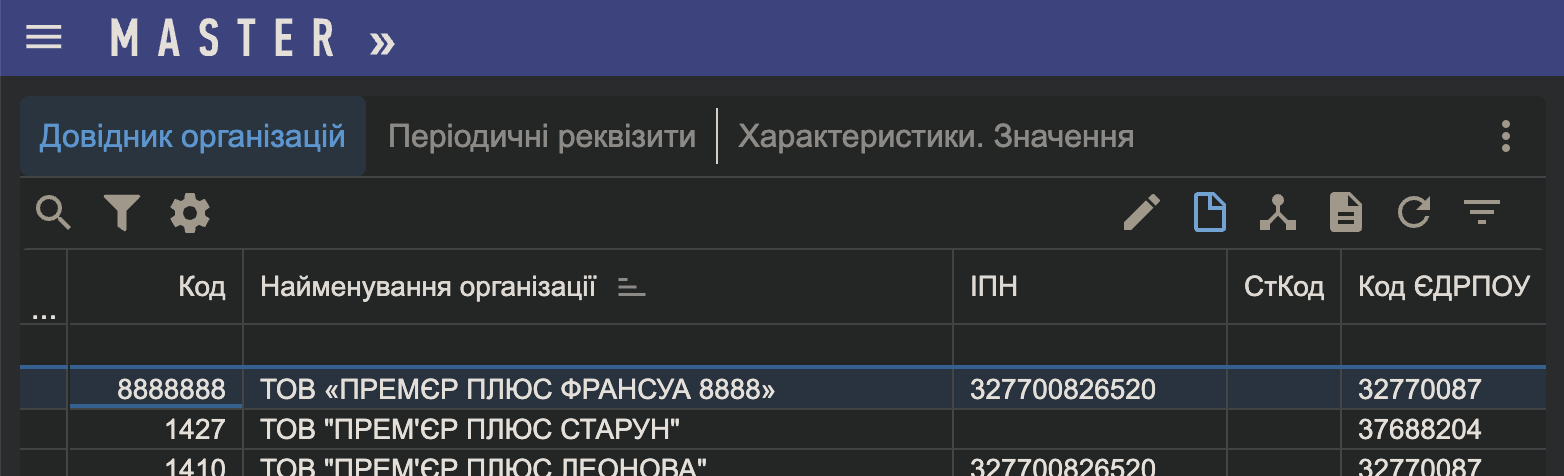 MASTER »
Довідник організацій Періодичні реквізити Характеристики. Значення
... Код Найменування організації ІПН СтКод Код ЄДРПОУ
8888888 ТОВ «ПРЕМЄР ПЛЮС ФРАНСУА 8888» 327700826520 32770087
1427 ТОВ "ПРЕМ'ЄР ПЛЮС СТАРУН" 37688204
1410 ТОВ "ПРЕМ'ЄР ПЛЮС ЛЕОНОВА" 327700826520 32770087